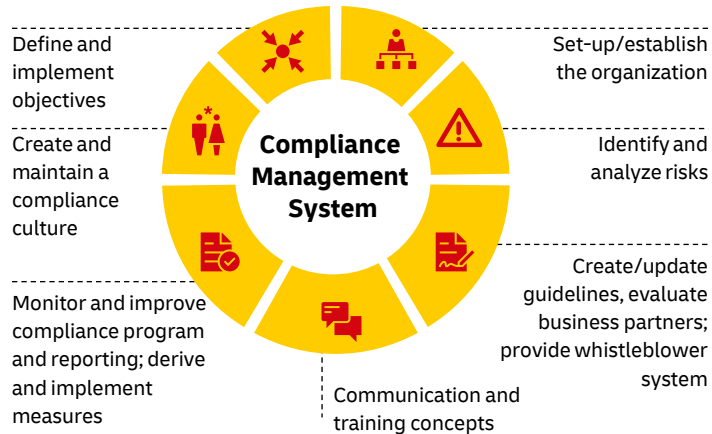 Define and
implement
objectives
Set-up/establish
the organization
Create and
maintain a
compliance
culture
*
Compliance
Management
System
Identify and
analyze risks
Monitor and improve
compliance program
and reporting; derive
and implement
measures
Create/update
guidelines, evaluate
business partners;
provide whistleblower
system
Communication and
training concepts